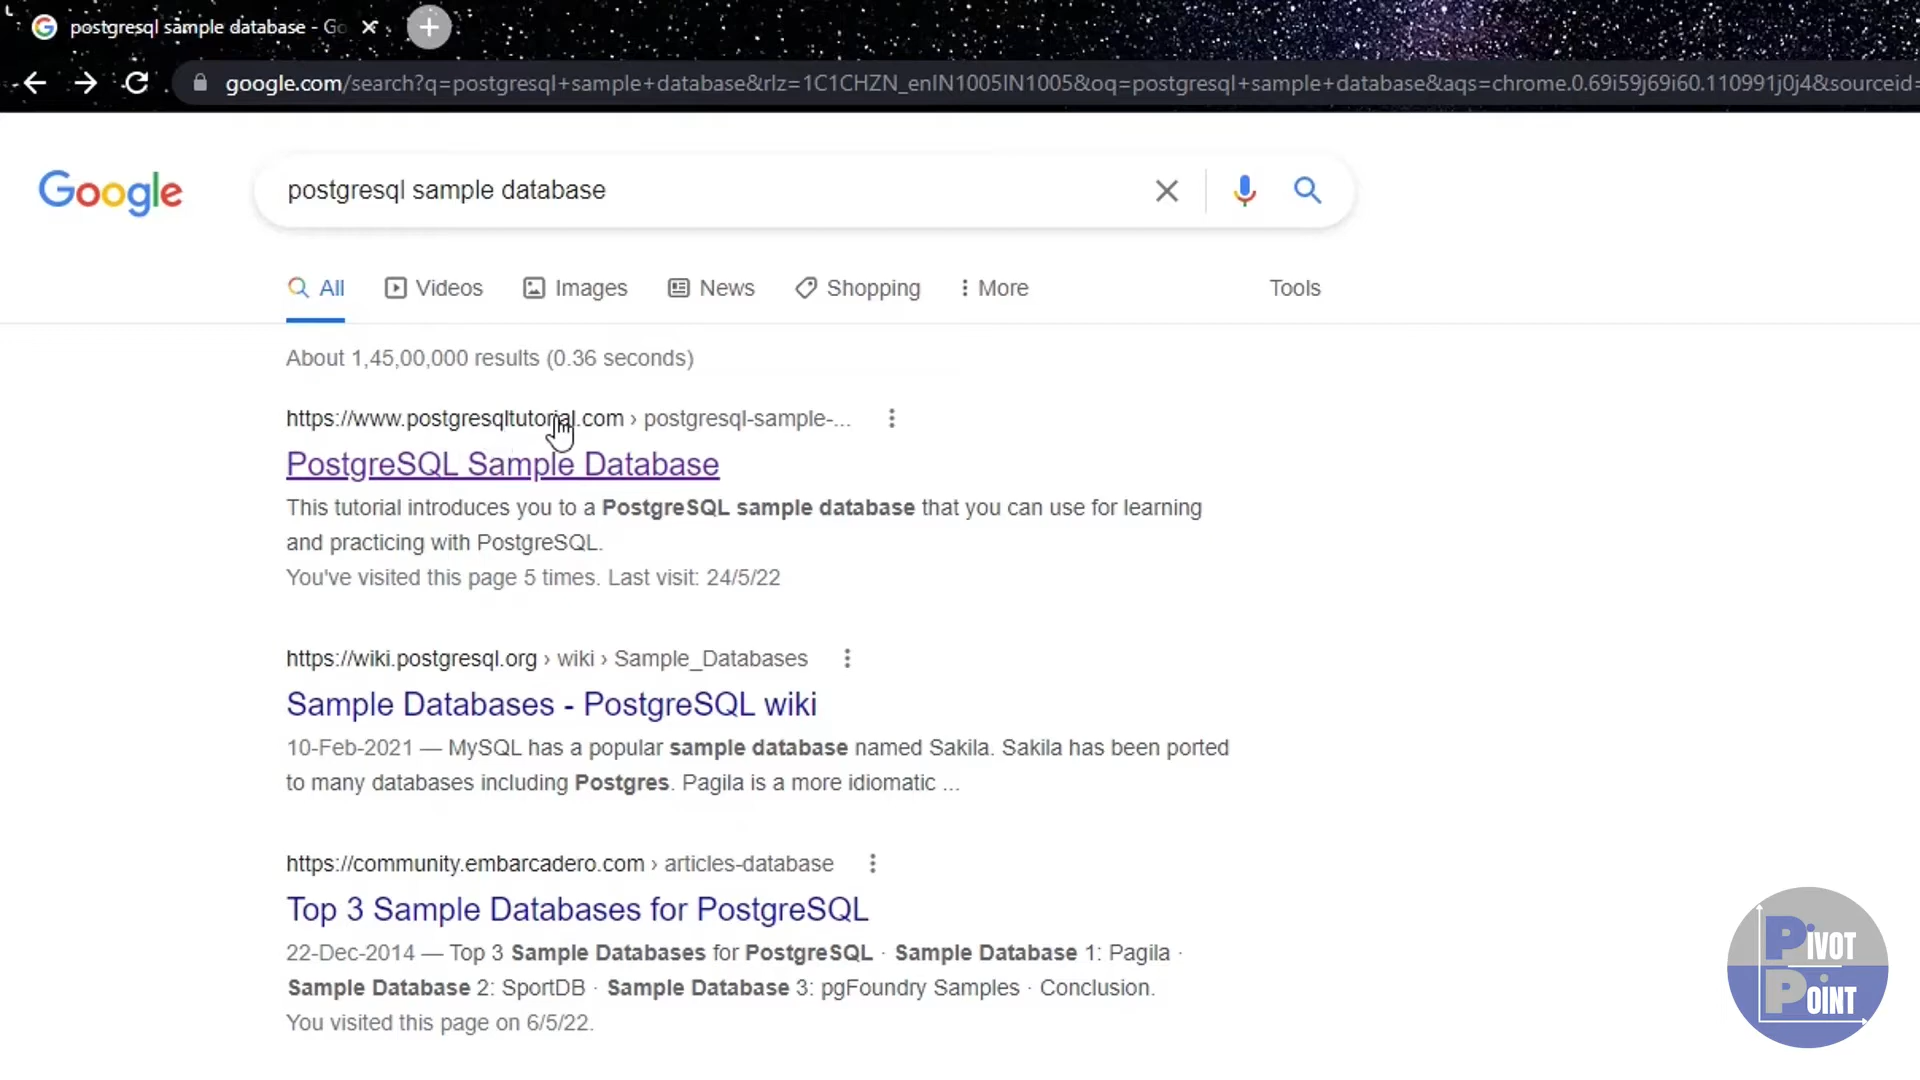 postgresql sample database - Go
google.com/search?q=postgresql+sample+database&rlz=1C1CHZN_enIN1005IN1005&oq=postgresql+sample+database&aqs=chrome.0.69i59j69i60.110991j0j4&sourceid=
Google
postgresql sample database
All Videos Images News Shopping More Tools
About 1,45,00,000 results (0.36 seconds)
https://www.postgresqltutorial.com › postgresql-sample-...
PostgreSQL Sample Database
This tutorial introduces you to a PostgreSQL sample database that you can use for learning
and practicing with PostgreSQL.
You've visited this page 5 times. Last visit: 24/5/22
https://wiki.postgresql.org › wiki › Sample_Databases
Sample Databases - PostgreSQL wiki
10-Feb-2021 — MySQL has a popular sample database named Sakila. Sakila has been ported
to many databases including Postgres. Pagila is a more idiomatic ...
https://community.embarcadero.com › articles-database
Top 3 Sample Databases for PostgreSQL
22-Dec-2014 — Top 3 Sample Databases for PostgreSQL · Sample Database 1: Pagila ·
Sample Database 2: SportDB · Sample Database 3: pgFoundry Samples · Conclusion.
You visited this page on 6/5/22.
PIVOT
POINT